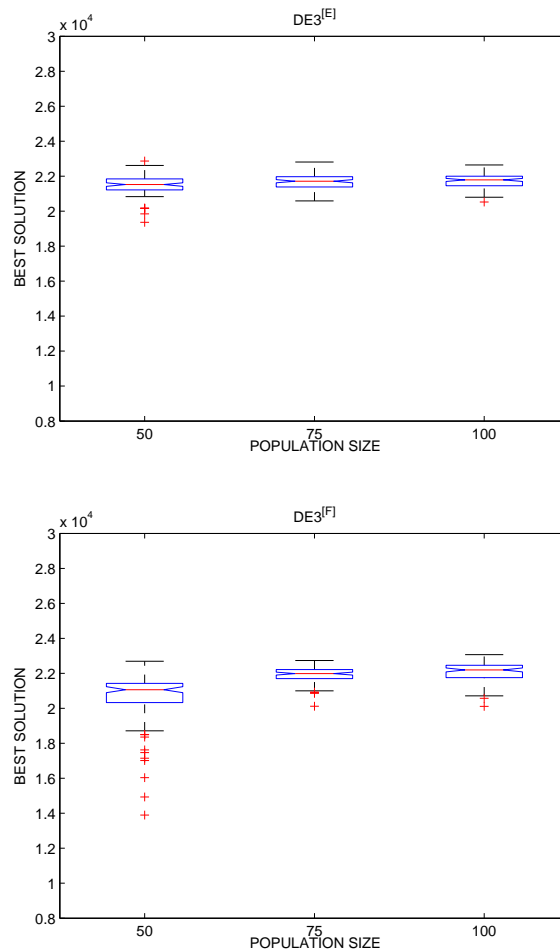 DE3[E]
x 10^4
3
2.8
2.6
2.4
2.2
2
1.8
1.6
1.4
1.2
1
0.8
BEST SOLUTION
50 75 100
POPULATION SIZE
DE3[F]
x 10^4
3
2.8
2.6
2.4
2.2
2
1.8
1.6
1.4
1.2
1
0.8
BEST SOLUTION
50 75 100
POPULATION SIZE